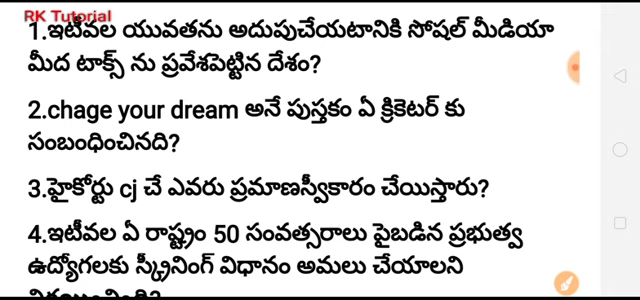 RK Tutorial
1.ఇటీవల యువతను అదుపుచేయటానికి సోషల్ మీడియా
మీద టాక్స్ ను ప్రవేశపెట్టిన దేశం?
2.chage your dream అనే పుస్తకం ఏ క్రికెటర్ కు
సంబంధించినది?
3.హైకోర్టు cj చే ఎవరు ప్రమాణస్వీకారం చేయిస్తారు?
4.ఇటీవల ఏ రాష్ట్రం 50 సంవత్సరాలు పైబడిన ప్రభుత్వ
ఉద్యోగలకు స్క్రీనింగ్ విధానం అమలు చేయాలని